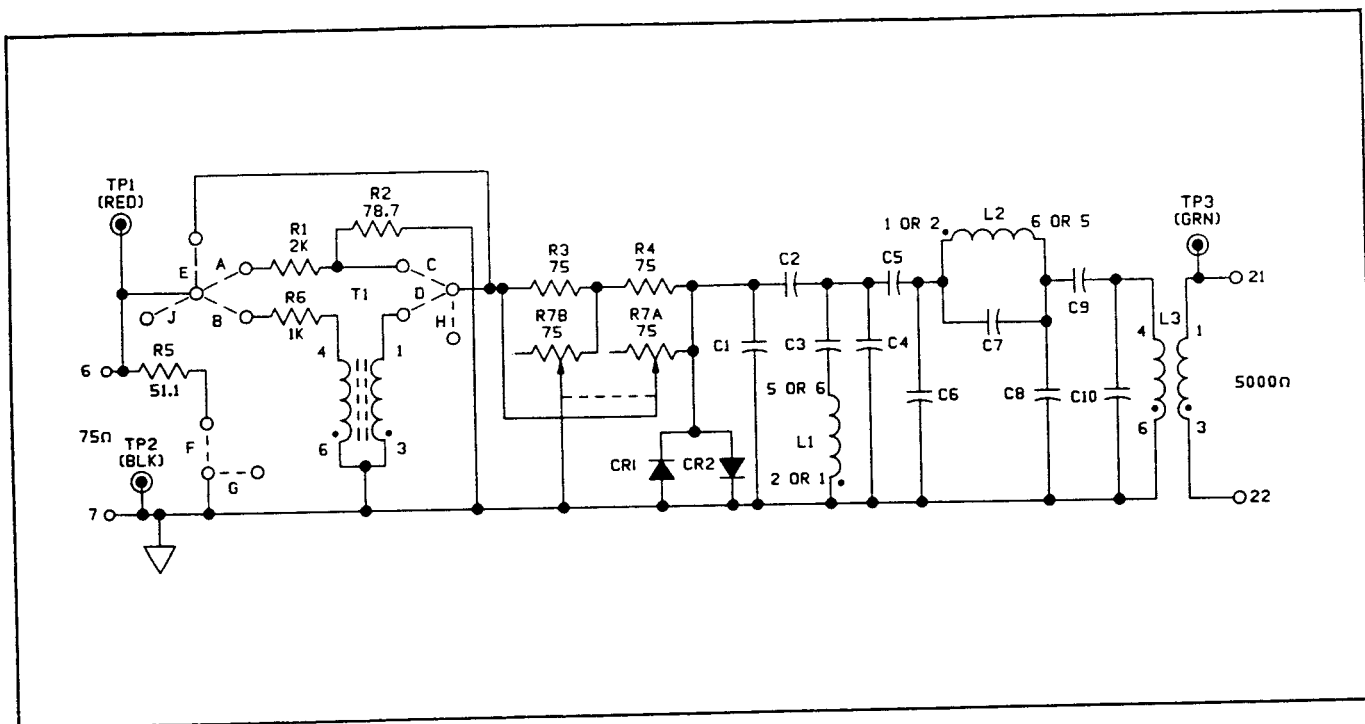 TP1
(RED)
R2
78.7
R1
2K
A
C
E
T1
D
J
B
R6
1K
H
4
1
6
R5
51.1
75Ω
TP2
(BLK)
F
G
6
3
7
R3
75
R4
75
R7B
75
R7A
75
CR1
CR2
C1
C2
C3
C4
5 OR 6
L1
2 OR 1
C5
C6
1 OR 2
L2
6 OR 5
C7
C8
C9
C10
L3
4
1
6
3
TP3
(GRN)
21
5000Ω
22